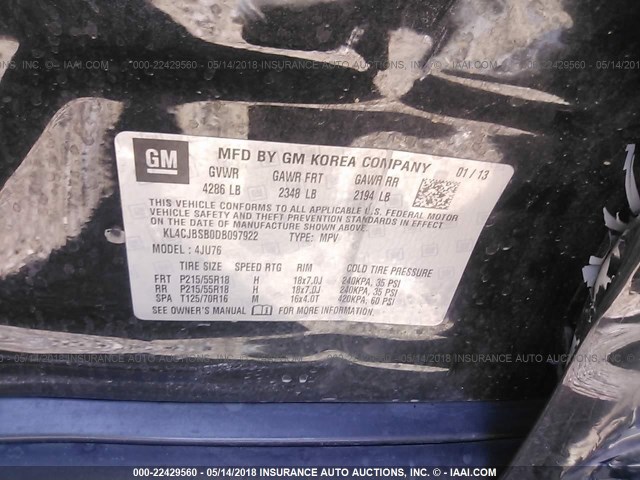 000-22429560 - 05/14/2018 INSURANCE AUTO AUCTIONS, INC. © - IAAI.COM
GM
MFD BY GM KOREA COMPANY 01 / 13
GVWR GAWR FRT GAWR RR
4286 LB 2348 LB 2194 LB
THIS VEHICLE CONFORMS TO ALL APPLICABLE U.S. FEDERAL MOTOR
VEHICLE SAFETY AND THEFT PREVENTION STANDARDS IN EFFECT
ON THE DATE OF MANUFACTURE SHOWN ABOVE.
KL4CJBSB0DB097922 TYPE: MPV
MODEL : 4JU76
TIRE SIZE SPEED RTG RIM COLD TIRE PRESSURE
FRT P215/55R18 H 18x7.0J 240KPA, 35 PSI
RR P215/55R18 H 18x7.0J 240KPA, 35 PSI
SPA T125/70R16 M 16x4.0T 420KPA, 60 PSI
SEE OWNER'S MANUAL FOR MORE INFORMATION.
000-22429560 - 05/14/2018 INSURANCE AUTO AUCTIONS, INC. © - IAAI.COM